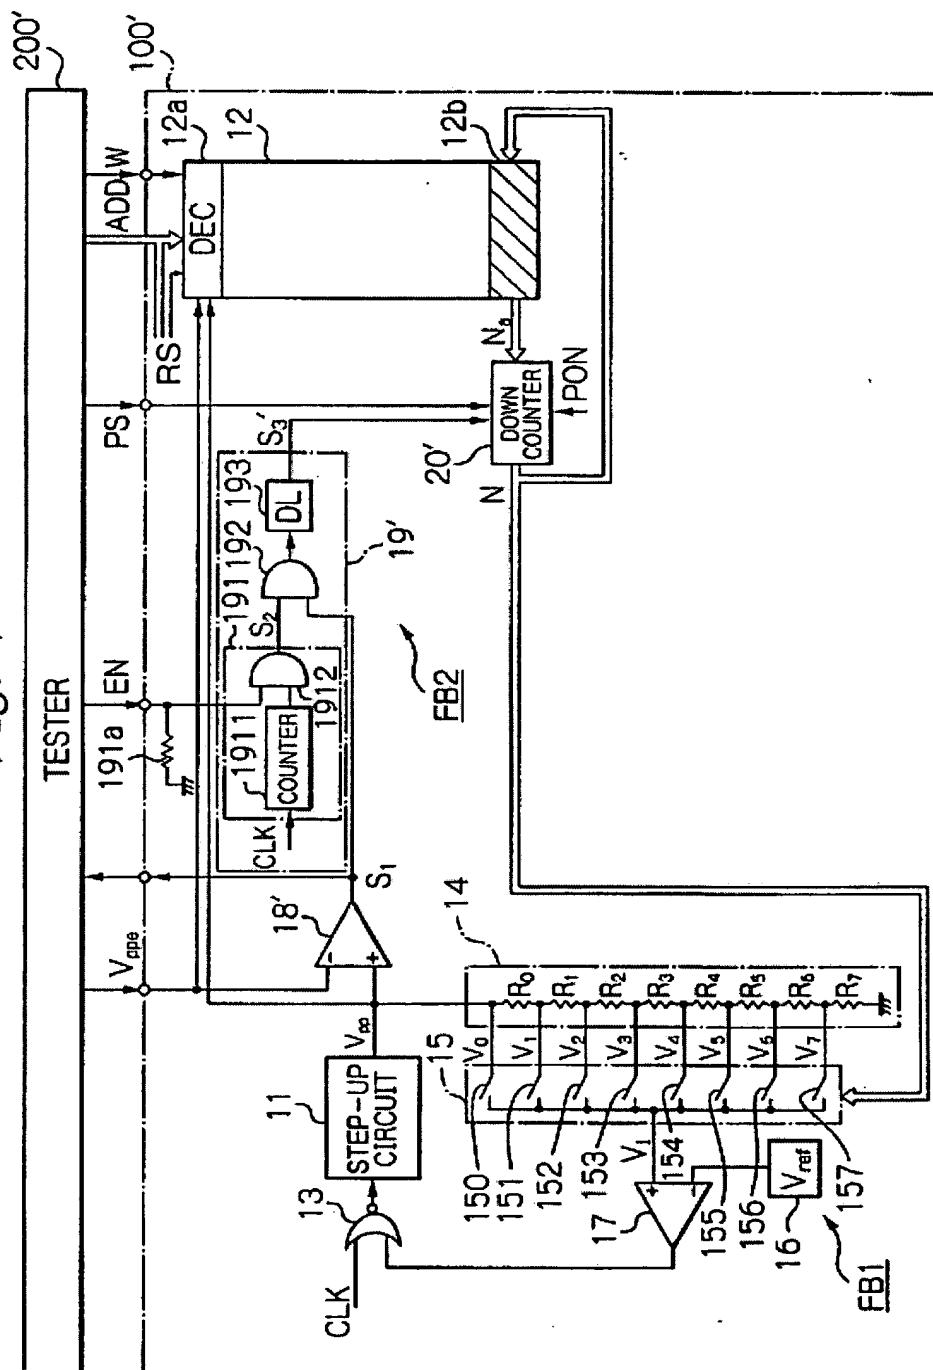 TESTER
200'
100'
Vppe
191a
EN
PS
ADD
W
RS
12a
DEC
12
12b
S1
18'
191
1911
COUNTER
CLK
1912
S2
192
193
DL
S3'
19'
FB2
20'
DOWN
COUNTER
PON
N0
N
CLK
13
11
STEP-UP
CIRCUIT
14
15
R0
R1
R2
R3
R4
R5
R6
R7
V0
V1
V2
V3
V4
V5
V6
V7
150
151
152
153
154
155
156
157
17
16
Vref
FB1